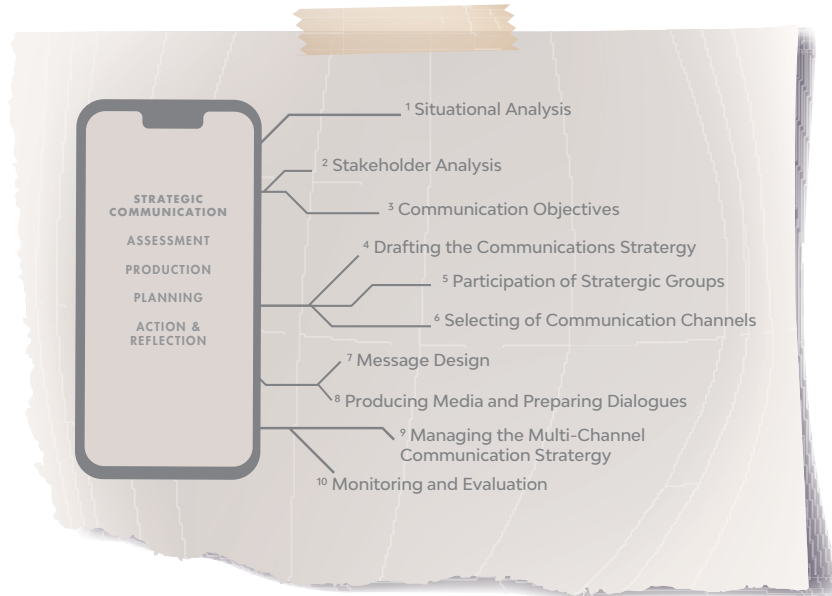 STRATEGIC
COMMUNICATION
ASSESSMENT
PRODUCTION
PLANNING
ACTION &
REFLECTION
1 Situational Analysis
2 Stakeholder Analysis
3 Communication Objectives
4 Drafting the Communications Stratergy
5 Participation of Stratergic Groups
6 Selecting of Communication Channels
7 Message Design
8 Producing Media and Preparing Dialogues
9 Managing the Multi-Channel
Communication Stratergy
10 Monitoring and Evaluation